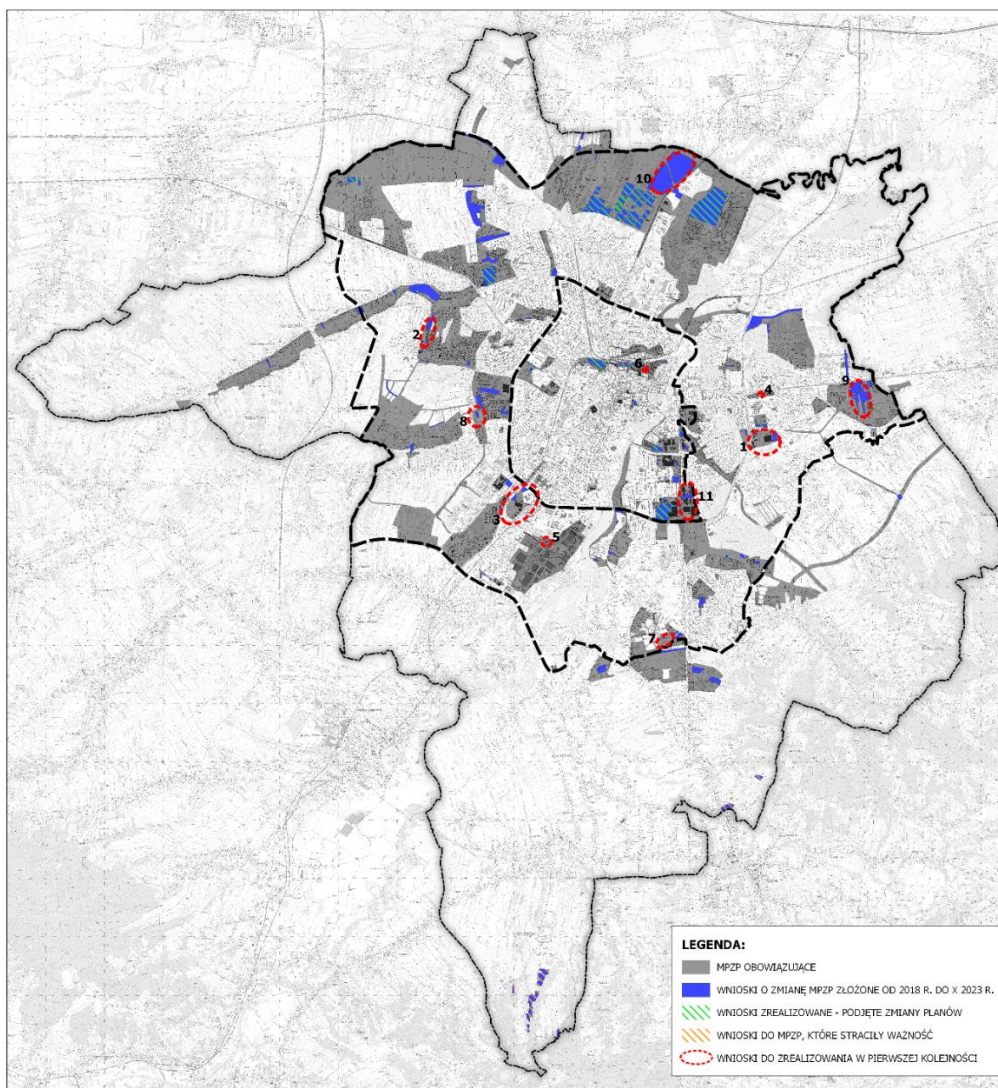 10
2
6
9
4
8
1
11
3
5
7
LEGENDA:
MPZP OBOWIĄZUJĄCE
WNIOSKI O ZMIANĘ MPZP ZŁOŻONE OD 2018 R. DO X 2023 R.
WNIOSKI ZREALIZOWANE - PODJĘTE ZMIANY PLANÓW
WNIOSKI DO MPZP, KTÓRE STRACIŁY WAŻNOŚĆ
WNIOSKI DO ZREALIZOWANIA W PIERWSZEJ KOLEJNOŚCI